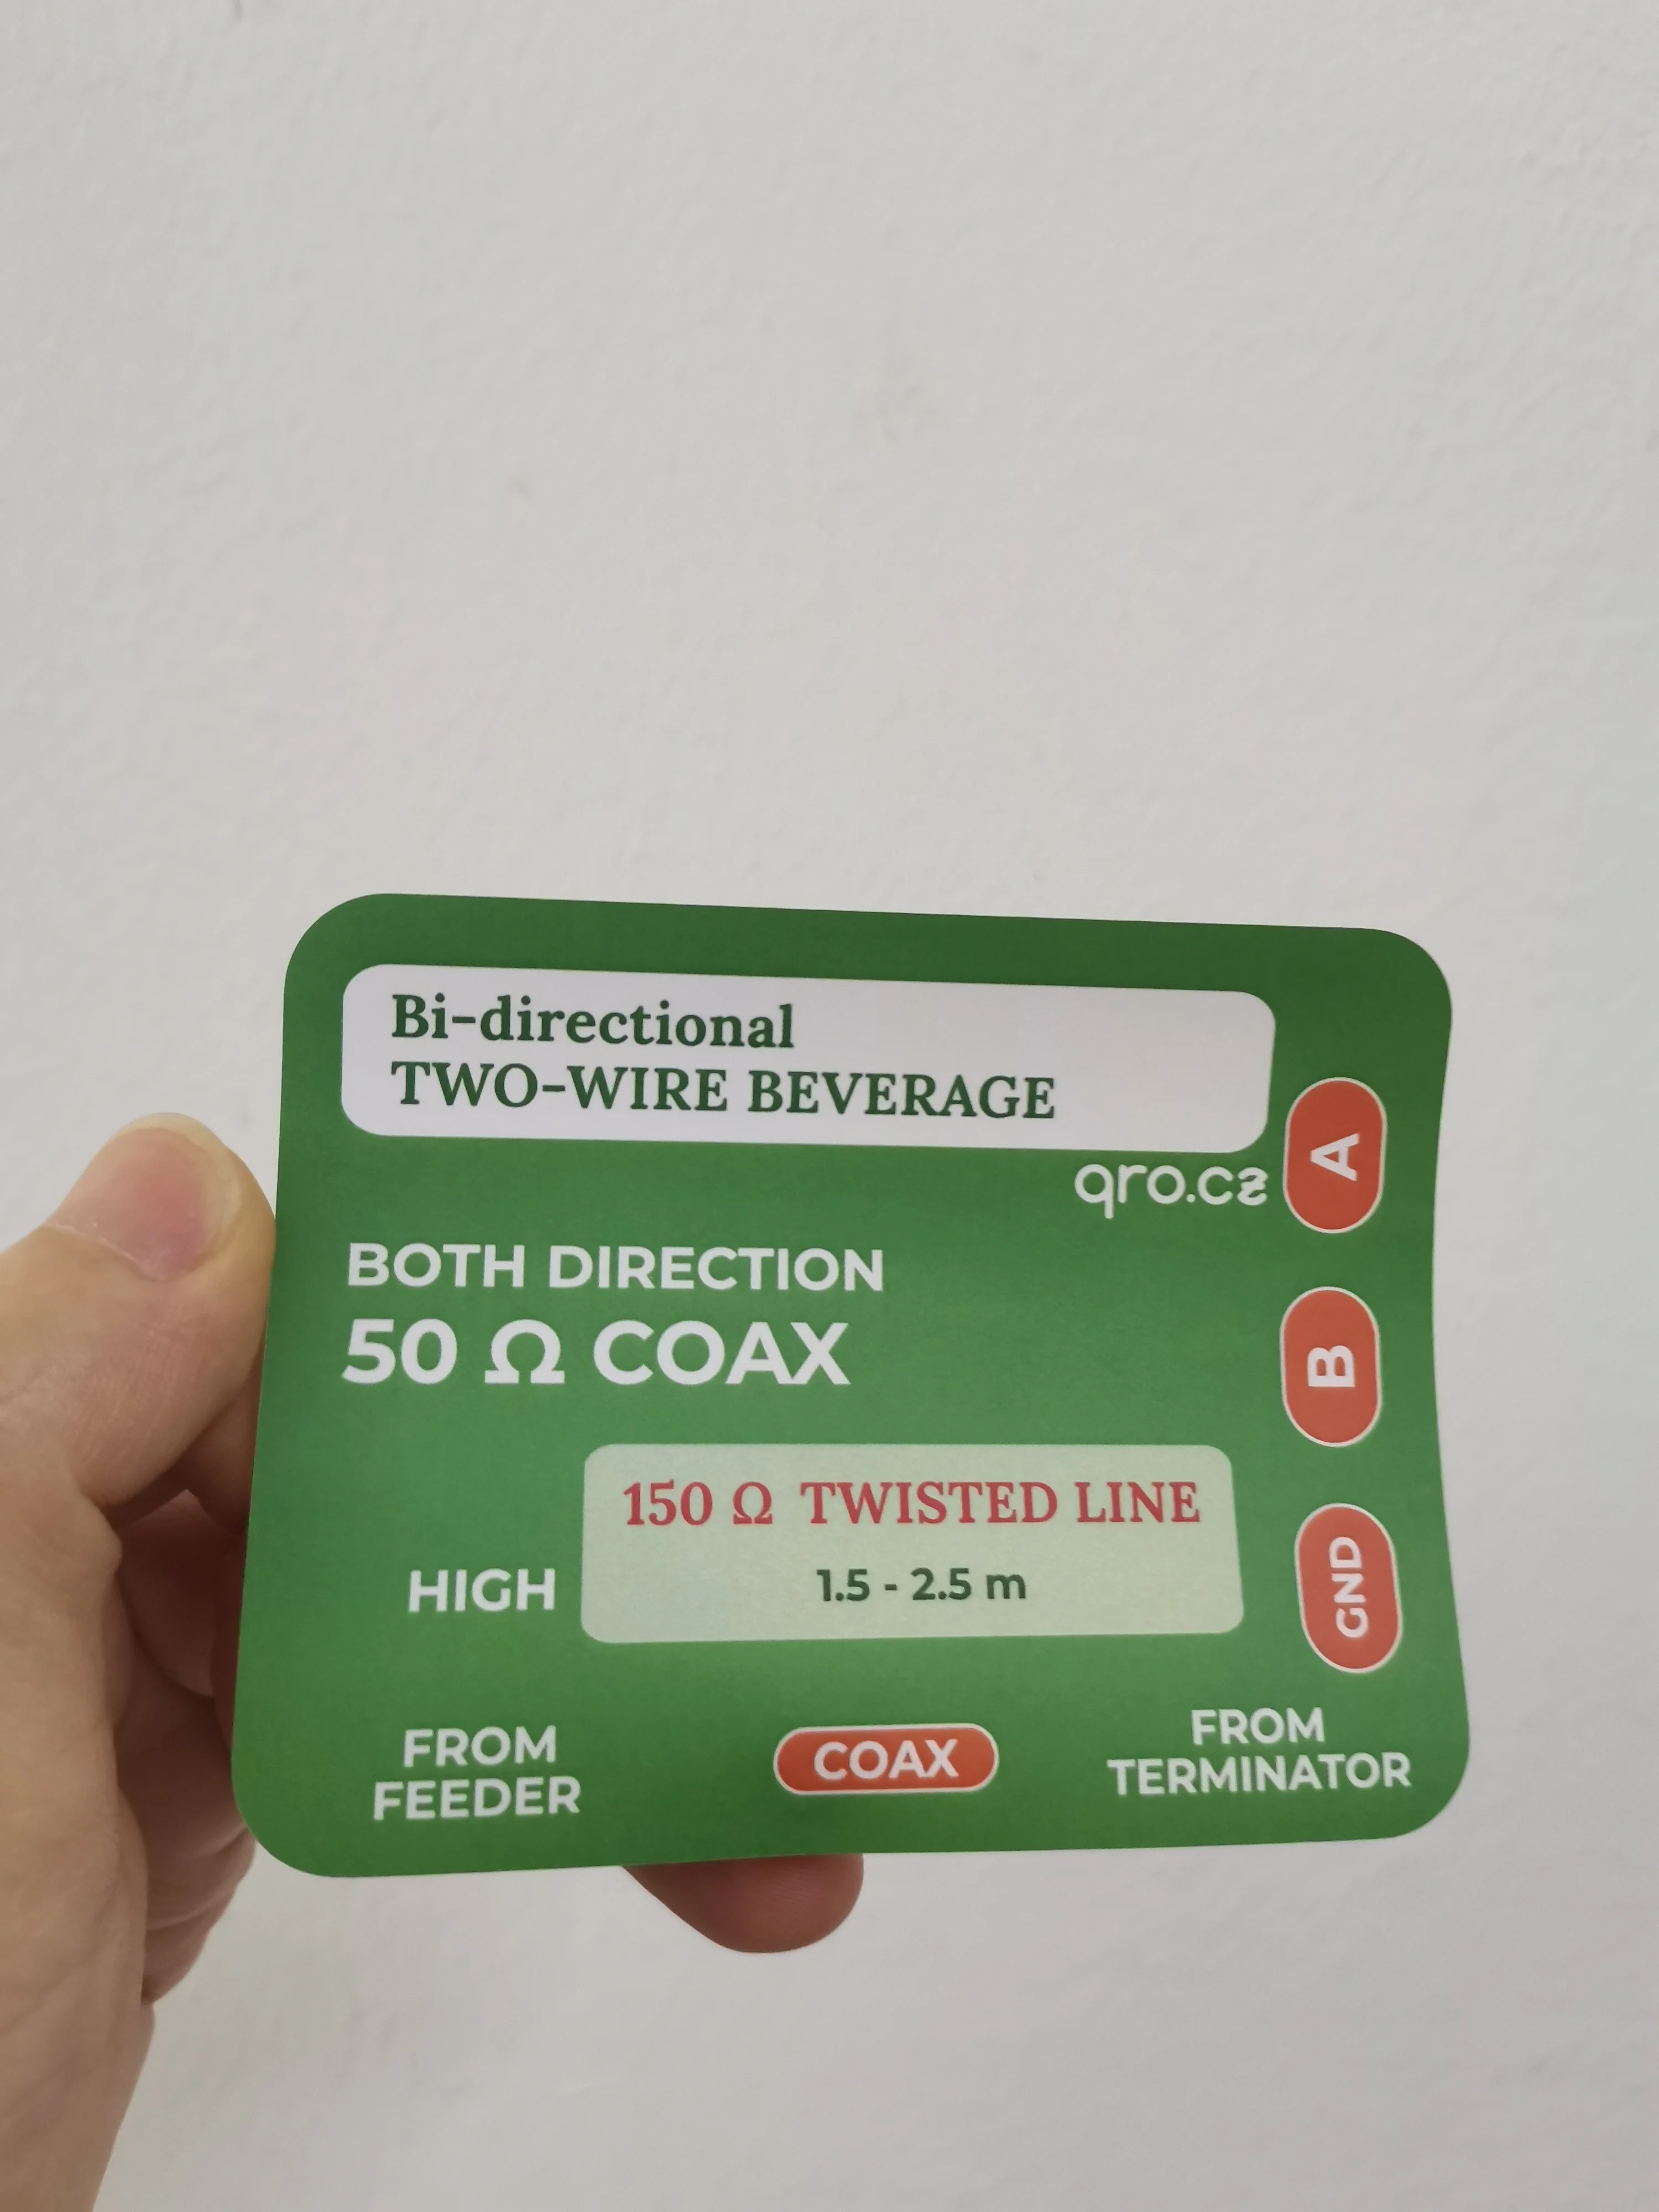 Bi-directional
TWO-WIRE BEVERAGE
qro.cz
A
BOTH DIRECTION
50 Ω COAX
B
150 Ω TWISTED LINE
HIGH
1.5 - 2.5 m
GND
FROM
FEEDER
COAX
FROM
TERMINATOR